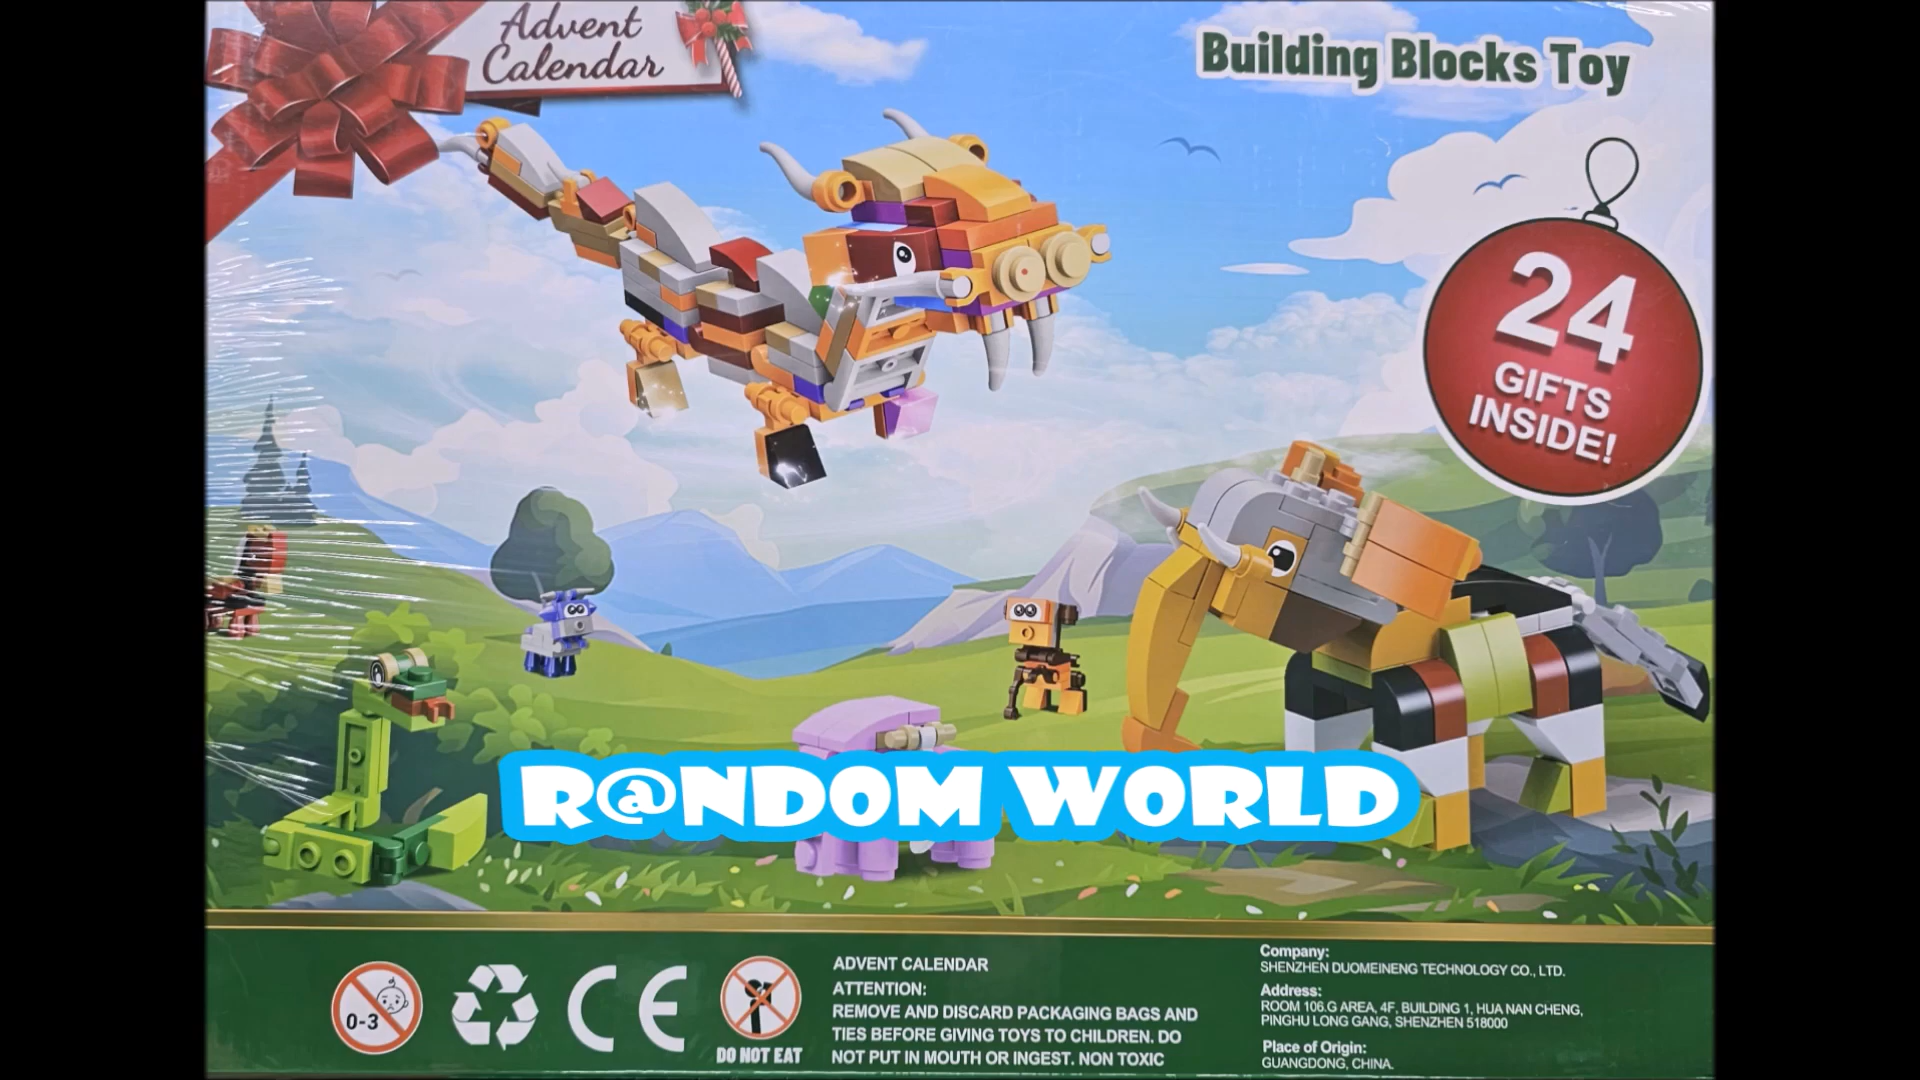 Advent
Calendar
Building Blocks Toy
24
GIFTS
INSIDE!
R@NDOM WORLD
0-3
CE
DO NOT EAT
ADVENT CALENDAR
ATTENTION:
REMOVE AND DISCARD PACKAGING BAGS AND
TIES BEFORE GIVING TOYS TO CHILDREN. DO
NOT PUT IN MOUTH OR INGEST. NON TOXIC
Company:
SHENZHEN DUOMEINENG TECHNOLOGY CO., LTD.
Address:
ROOM 106.G AREA, 4F, BUILDING 1, HUA NAN CHENG,
PINGHU LONG GANG, SHENZHEN 518000
Place of Origin:
GUANGDONG, CHINA.